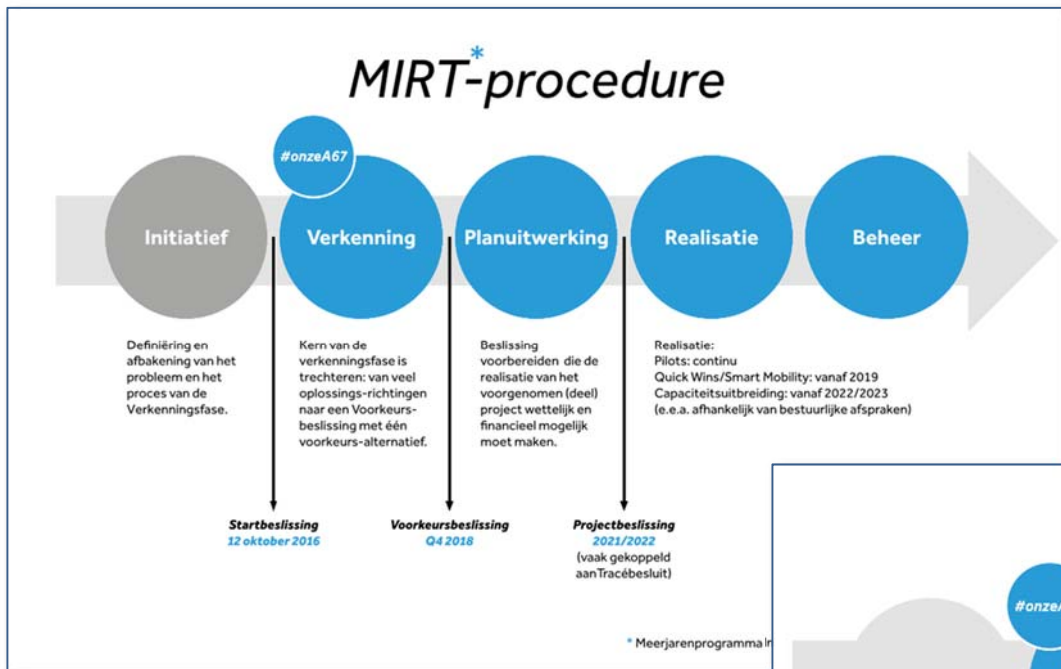 MIRT*-procedure
#onzeA67
Initiatief
Verkenning
Planuitwerking
Realisatie
Beheer
Definiëring en
afbakening van het
probleem en het
proces van de
Verkenningsfase.
Kern van de
verkenningsfase is
trechteren: van veel
oplossings-richtingen
naar een Voorkeurs-
beslissing met één
voorkeurs-alternatief.
Beslissing
voorbereiden die de
realisatie van het
voorgenomen (deel)
project wettelijk en
financieel mogelijk
moet maken.
Realisatie:
Pilots: continu
Quick Wins/Smart Mobility: vanaf 2019
Capaciteitsuitbreiding: vanaf 2022/2023
(e.e.a. afhankelijk van bestuurlijke afspraken)
Startbeslissing
12 oktober 2016
Voorkeursbeslissing
Q4 2018
Projectbeslissing
2021/2022
(vaak gekoppeld
aanTracébesluit)
* Meerjarenprogramma
#onzeA